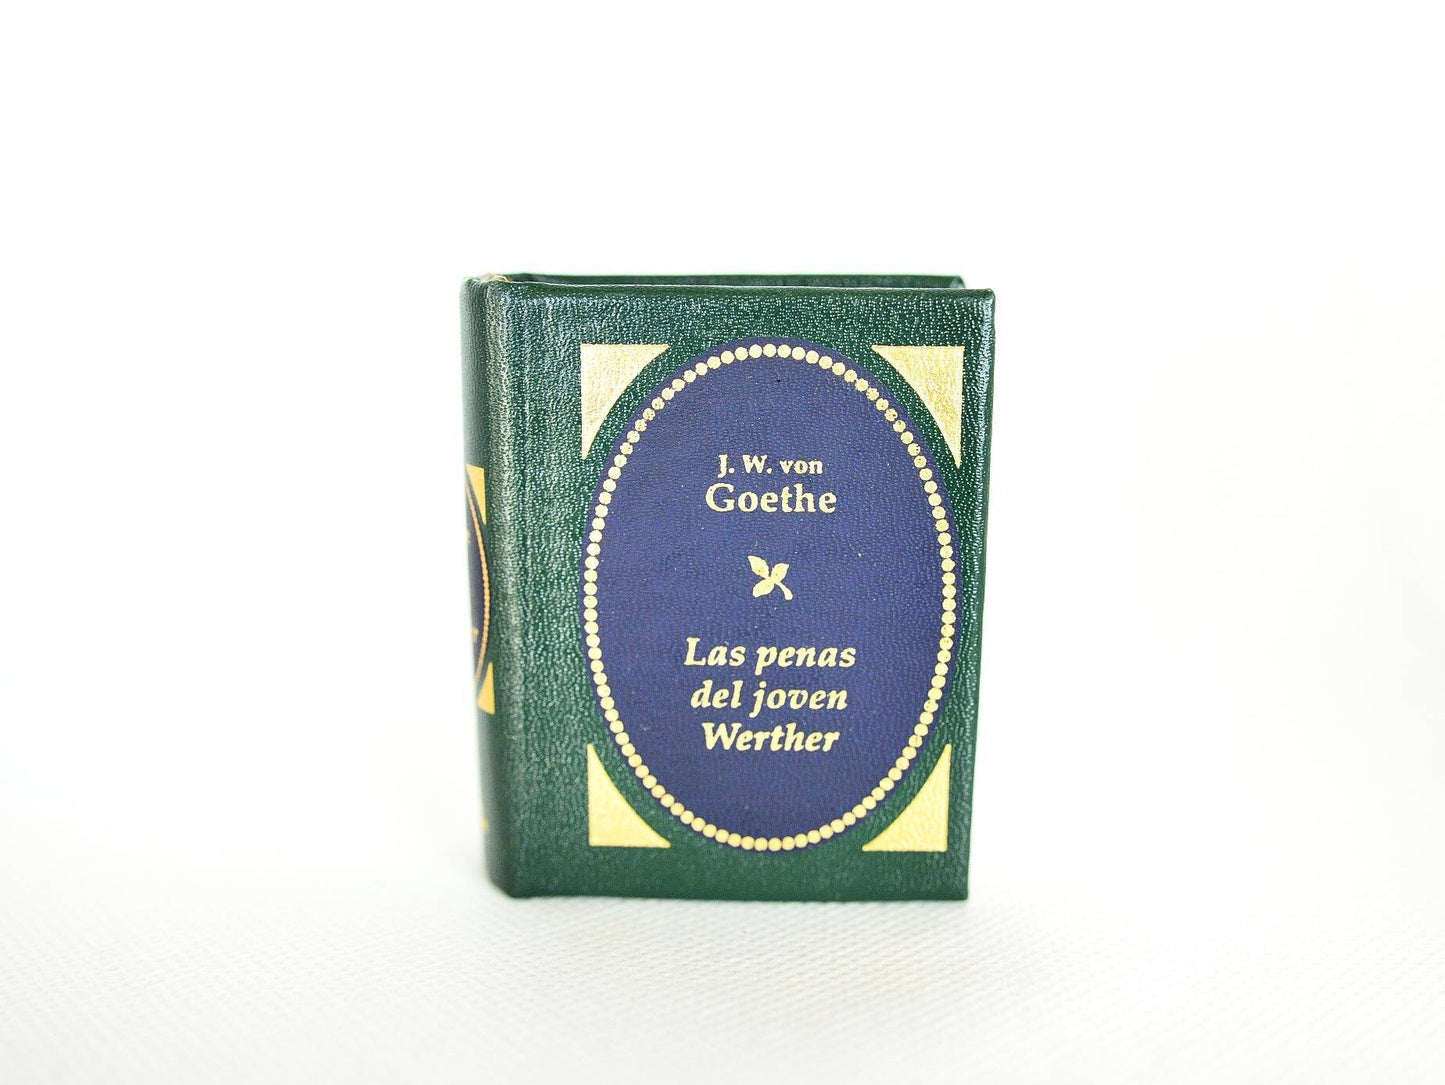 J. W. von
Goethe
Las penas
del joven
Werther